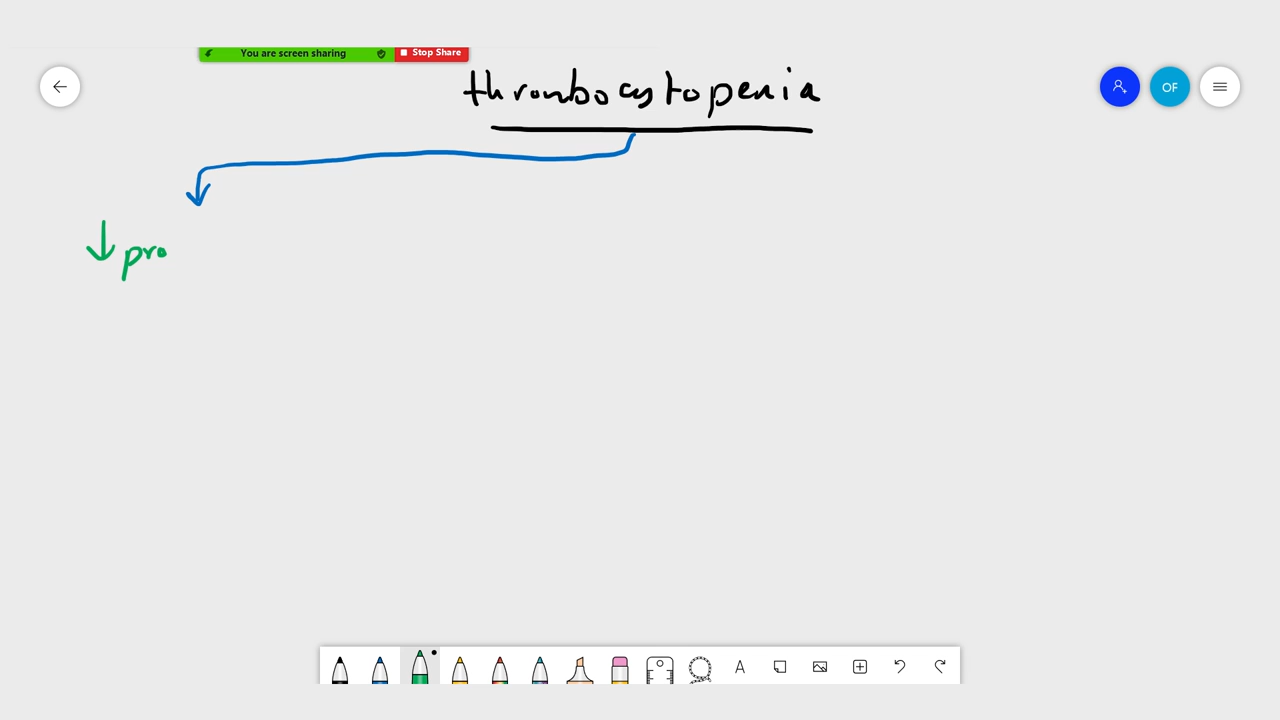 You are screen sharing Stop Share
thrombocytopenia
OF
↓ pro
A